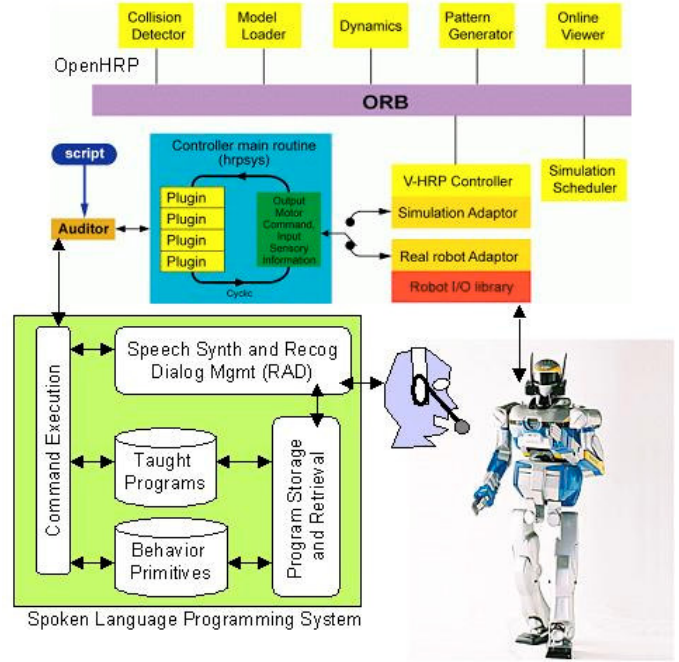 Collision
Detector
Model
Loader
Dynamics
Pattern
Generator
Online
Viewer
OpenHRP
ORB
script
Controller main routine
(hrpsys)
Plugin
Plugin
Plugin
Plugin
Output
Motor
Command,
Input
Sensory
Information
Cyclic
Auditor
V-HRP Controller
Simulation Adaptor
Simulation
Scheduler
Real robot Adaptor
Robot I/O library
Command Execution
Speech Synth and Recog
Dialog Mgmt (RAD)
Taught
Programs
Behavior
Primitives
Program Storage
and Retrieval
Spoken Language Programming System